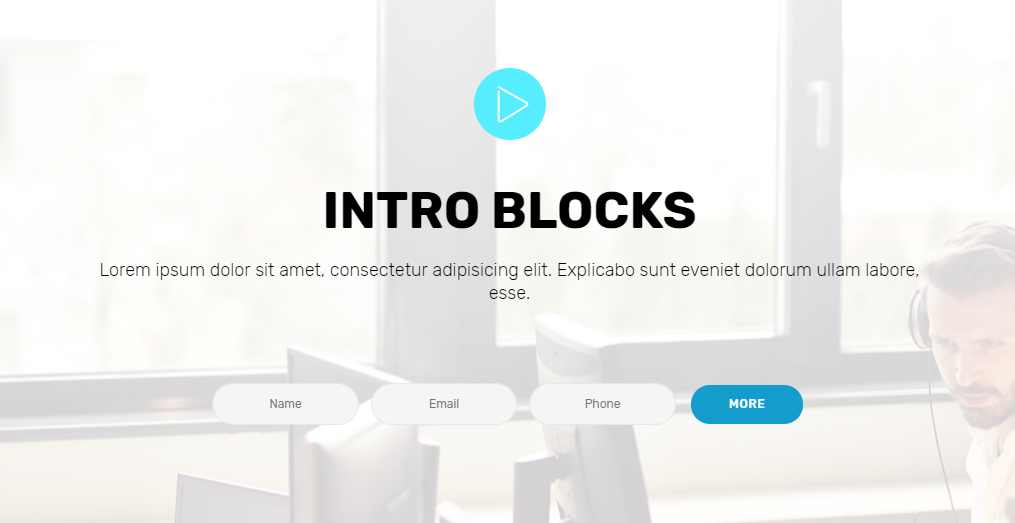 INTRO BLOCKS
Lorem ipsum dolor sit amet, consectetur adipisicing elit. Explicabo sunt eveniet dolorum ullam labore,
esse.
Name Email Phone MORE